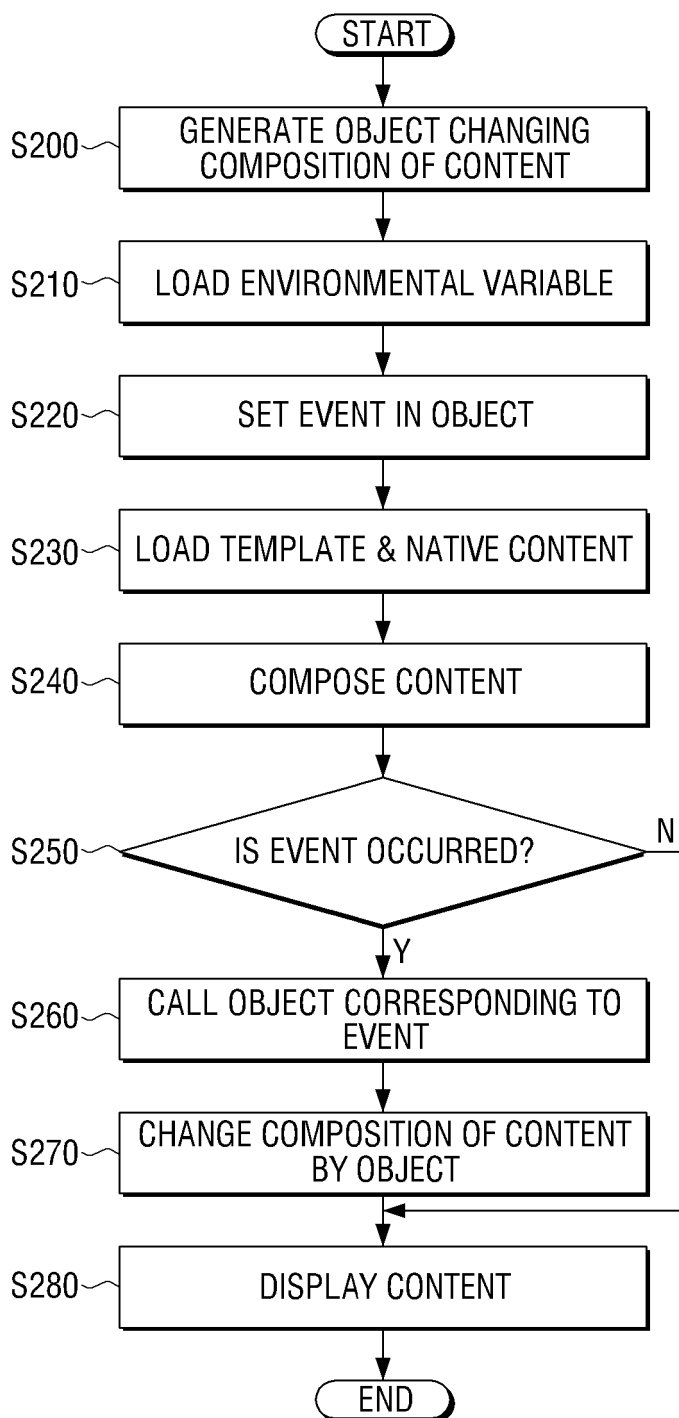 START
S200
GENERATE OBJECT CHANGING
COMPOSITION OF CONTENT
S210
LOAD ENVIRONMENTAL VARIABLE
S220
SET EVENT IN OBJECT
S230
LOAD TEMPLATE & NATIVE CONTENT
S240
COMPOSE CONTENT
S250
IS EVENT OCCURRED?
N
Y
S260
CALL OBJECT CORRESPONDING TO
EVENT
S270
CHANGE COMPOSITION OF CONTENT
BY OBJECT
S280
DISPLAY CONTENT
END